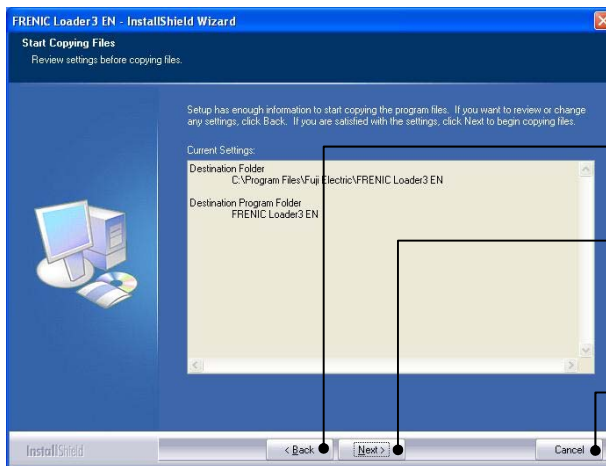 FRENIC Loader3 EN - InstallShield Wizard
Start Copying Files
Review settings before copying files.
Setup has enough information to start copying the program files. If you want to review or change
any settings, click Back. If you are satisfied with the settings, click Next to begin copying files.
Current Settings:
Destination Folder
C:\Program Files\Fuji Electric\FRENIC Loader3 EN
Destination Program Folder
FRENIC Loader3 EN
InstallShield
< Back
Next >
Cancel